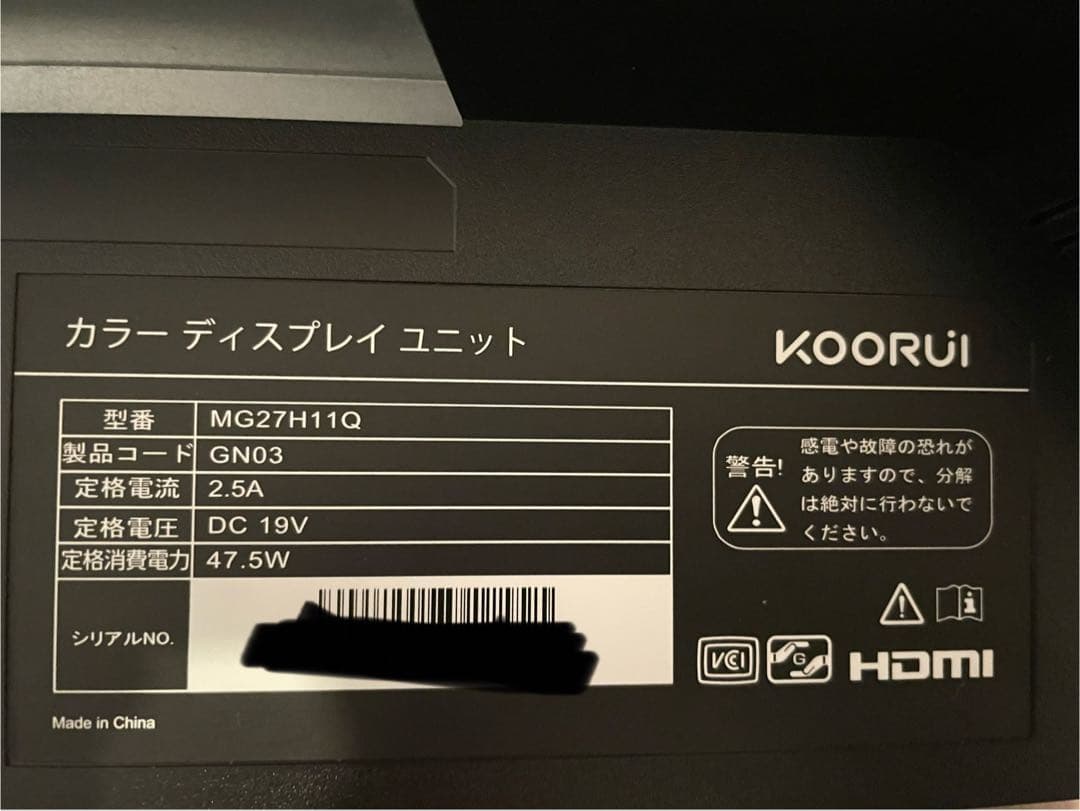 カラー ディスプレイ ユニット
KOORUI
型番 MG27H11Q
製品コード GN03
定格電流 2.5A
定格電圧 DC 19V
定格消費電力 47.5W
シリアルNO.
警告!
感電や故障の恐れが
ありますので、分解
は絶対に行わないで
ください。
VCCI
G
HDMI
Made in China